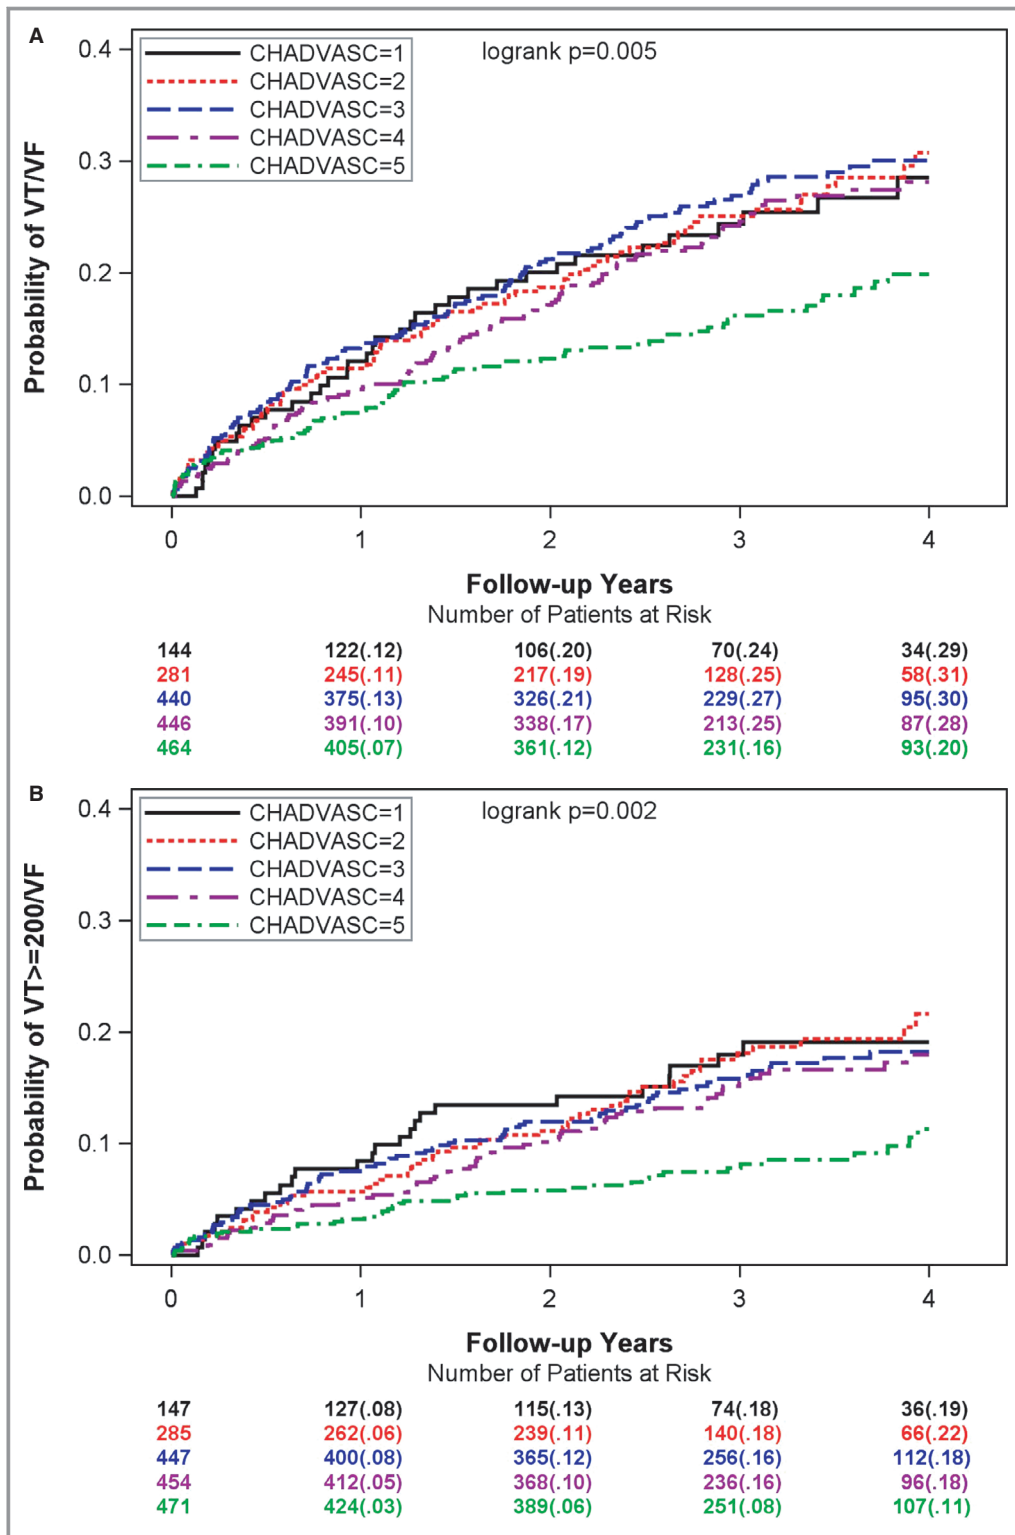 A
logrank p=0.005
CHADVASC=1
CHADVASC=2
CHADVASC=3
CHADVASC=4
CHADVASC=5
Probability of VT/VF
0.4
0.3
0.2
0.1
0.0
0 1 2 3 4
Follow-up Years
Number of Patients at Risk
144 122(.12) 106(.20) 70(.24) 34(.29)
281 245(.11) 217(.19) 128(.25) 58(.31)
440 375(.13) 326(.21) 229(.27) 95(.30)
446 391(.10) 338(.17) 213(.25) 87(.28)
464 405(.07) 361(.12) 231(.16) 93(.20)
B
logrank p=0.002
CHADVASC=1
CHADVASC=2
CHADVASC=3
CHADVASC=4
CHADVASC=5
Probability of VT>=200/VF
0.4
0.3
0.2
0.1
0.0
0 1 2 3 4
Follow-up Years
Number of Patients at Risk
147 127(.08) 115(.13) 74(.18) 36(.19)
285 262(.06) 239(.11) 140(.18) 66(.22)
447 400(.08) 365(.12) 256(.16) 112(.18)
454 412(.05) 368(.10) 236(.16) 96(.18)
471 424(.03) 389(.06) 251(.08) 107(.11)